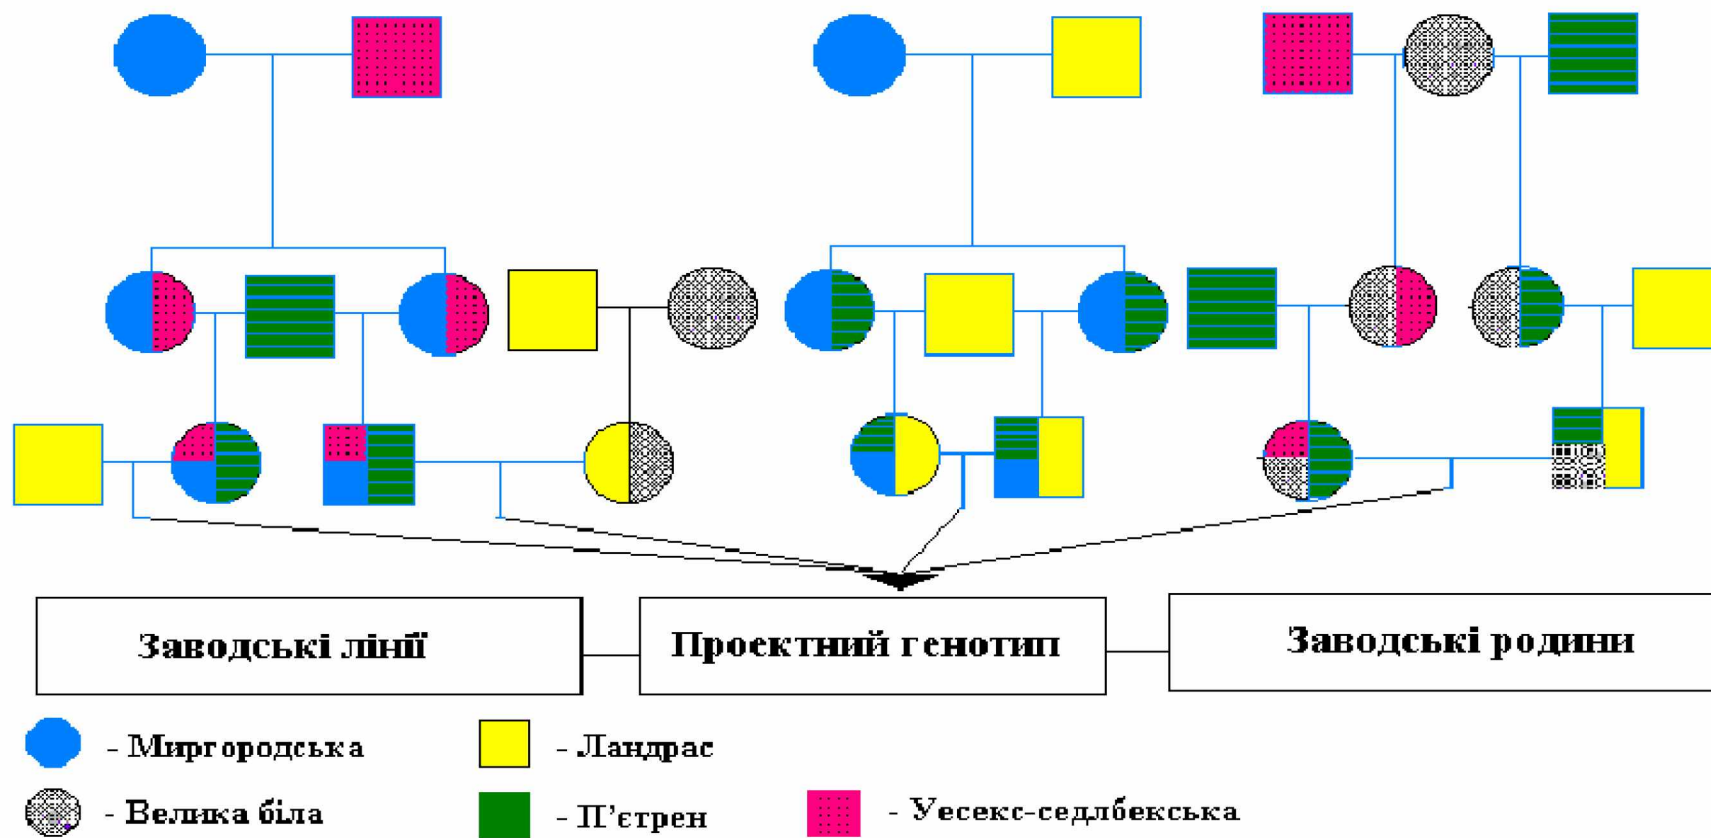 Заводські лінії
Проектний генотип
Заводські родини
- Миргородська
- Ландрас
- Велика біла
- П'єтрен
- Уесекс-седлбекська